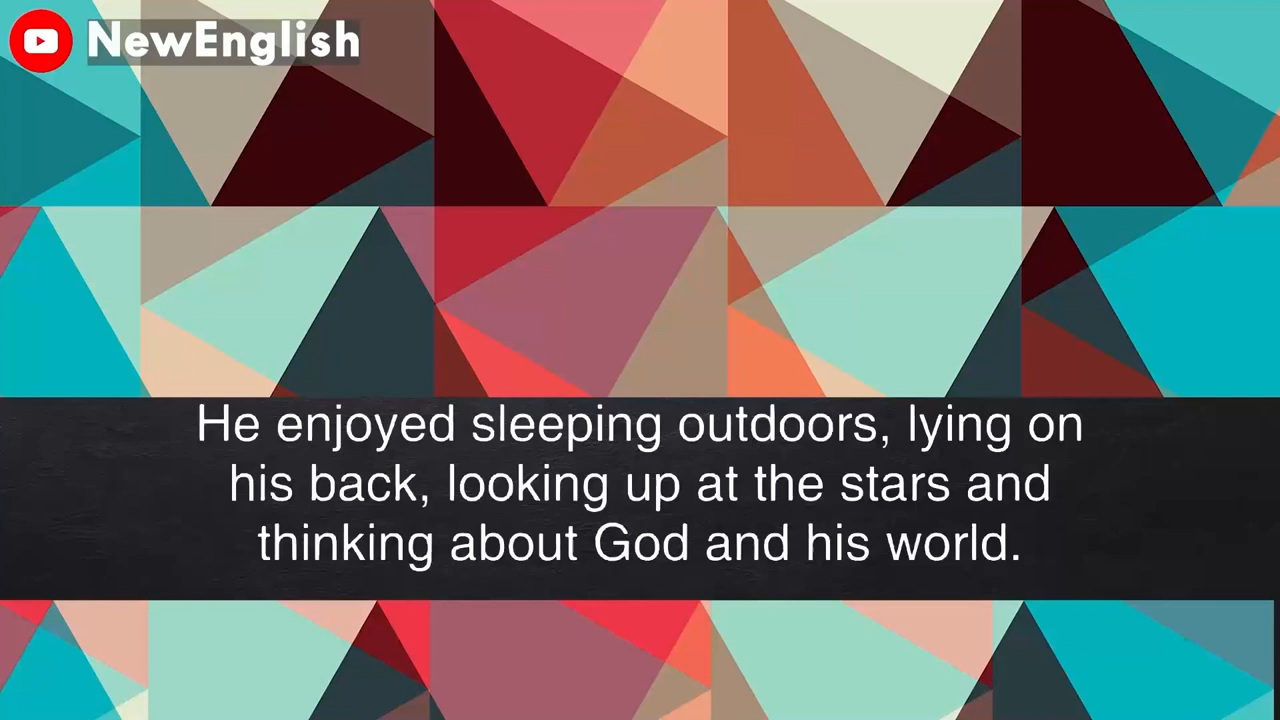 NewEnglish
He enjoyed sleeping outdoors, lying on
his back, looking up at the stars and
thinking about God and his world.